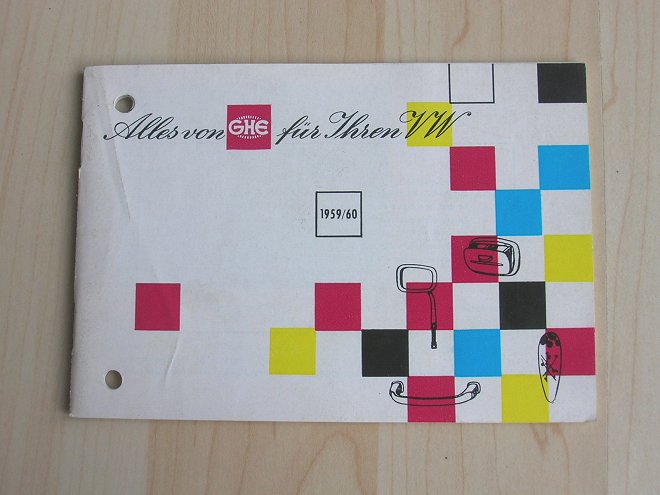 Alles von GHE für Ihren VW
1959/60